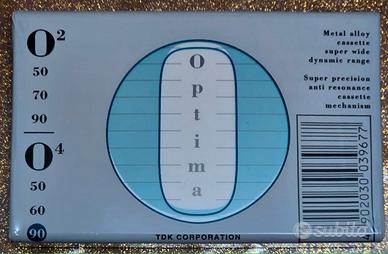 O2
50
70
90
O4
50
60
90
O
p
t
i
m
a
TDK CORPORATION
Metal alloy
cassette
super wide
dynamic range
Super precision
anti resonance
cassette
mechanism
4902030039677
subito